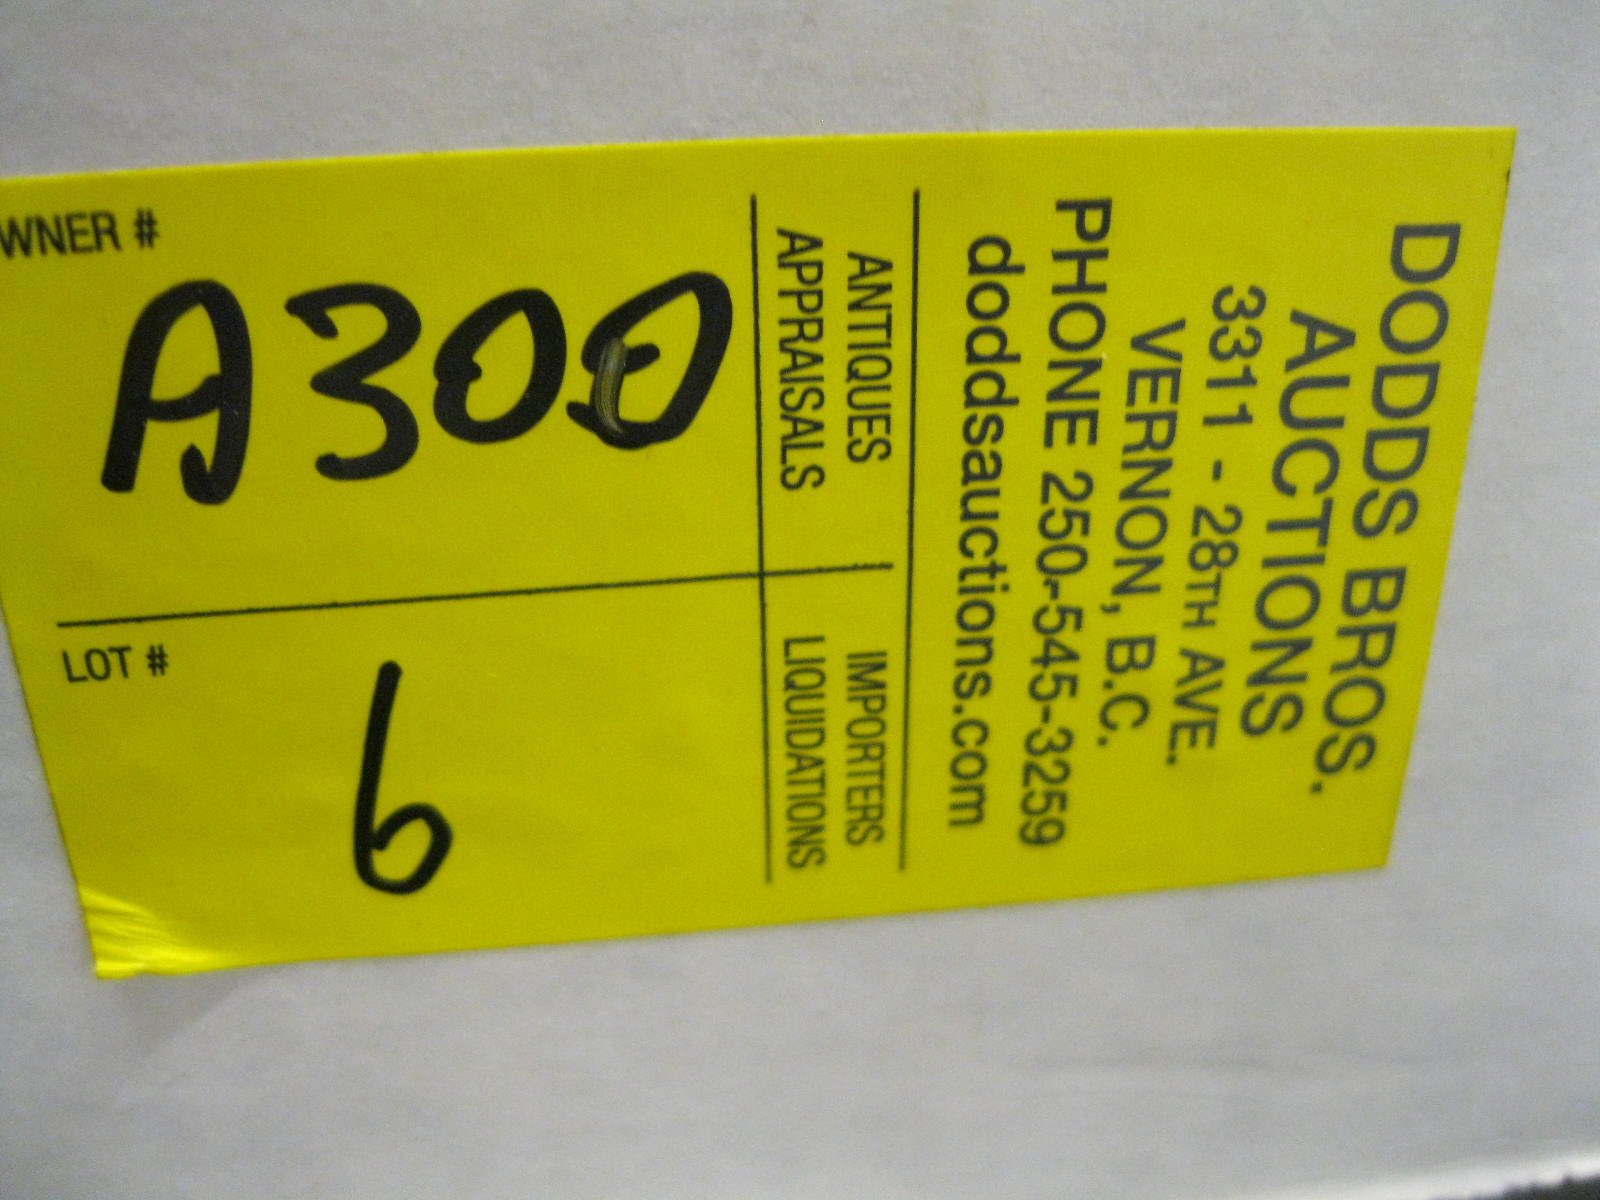 DODDS BROS.
AUCTIONS
3311 - 28TH AVE.
VERNON, B.C.
PHONE 250-545-3259
doddsauctions.com
ANTIQUES IMPORTERS
APPRAISALS LIQUIDATIONS
WNER #
A300
LOT #
6